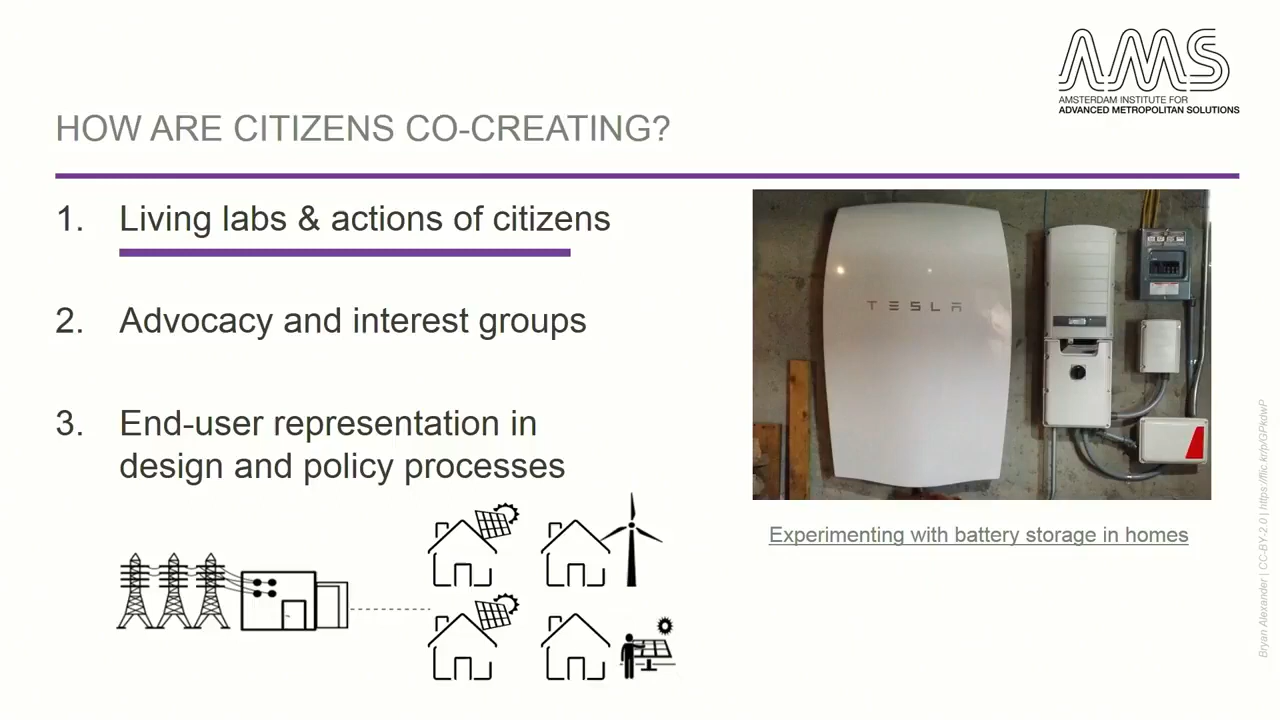 AMS
AMSTERDAM INSTITUTE FOR
ADVANCED METROPOLITAN SOLUTIONS
HOW ARE CITIZENS CO-CREATING?
1. Living labs & actions of citizens
2. Advocacy and interest groups
3. End-user representation in
design and policy processes
TESLA
Experimenting with battery storage in homes
Bryan Alexander | CC-BY-2.0 | https://flic.kr/p/GPkdwP